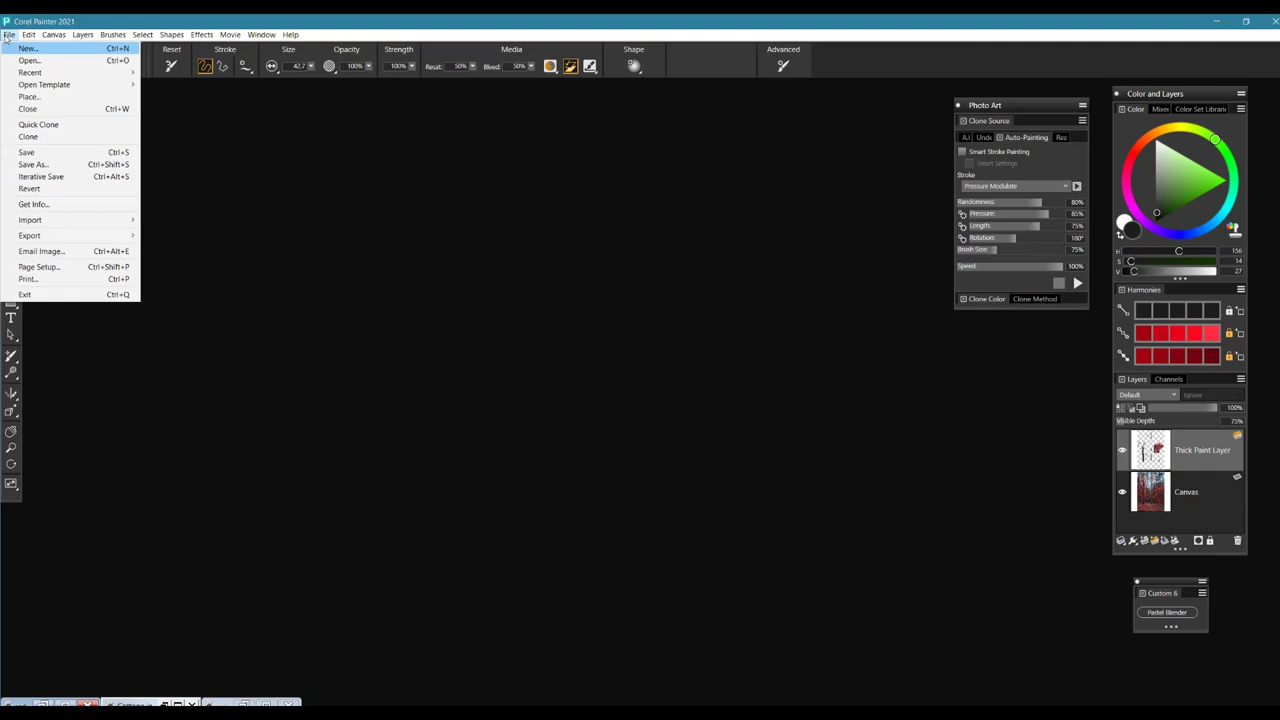 Corel Painter 2021
File Edit Canvas Layers Brushes Select Shapes Effects Movie Window Help
New... Ctrl+N
Open... Ctrl+O
Recent
Open Template
Place...
Close Ctrl+W
Quick Clone
Clone
Save Ctrl+S
Save As... Ctrl+Shift+S
Iterative Save Ctrl+Alt+S
Revert
Get Info...
Import
Export
Email Image... Ctrl+Alt+E
Page Setup... Ctrl+Shift+P
Print... Ctrl+P
Exit Ctrl+Q
Reset Stroke Size Opacity Strength Media Shape Advanced
42.7 100% 100% Resat: 50% Bleed: 50%
Photo Art
Clone Source
Auto-Painting
Smart Stroke Painting
Smart Settings
Stroke
Pressure Modulate
Randomness: 80%
Pressure: 85%
Length: 75%
Rotation: 180°
Brush Size: 75%
Speed: 100%
Clone Color Clone Method
Color and Layers
Color Mixer Color Set Librari
H 156
S 14
V 27
Harmonies
Layers Channels
Default Ignore
100%
Visible Depth: 75%
Thick Paint Layer
Canvas
Custom 6
Pastel Blender